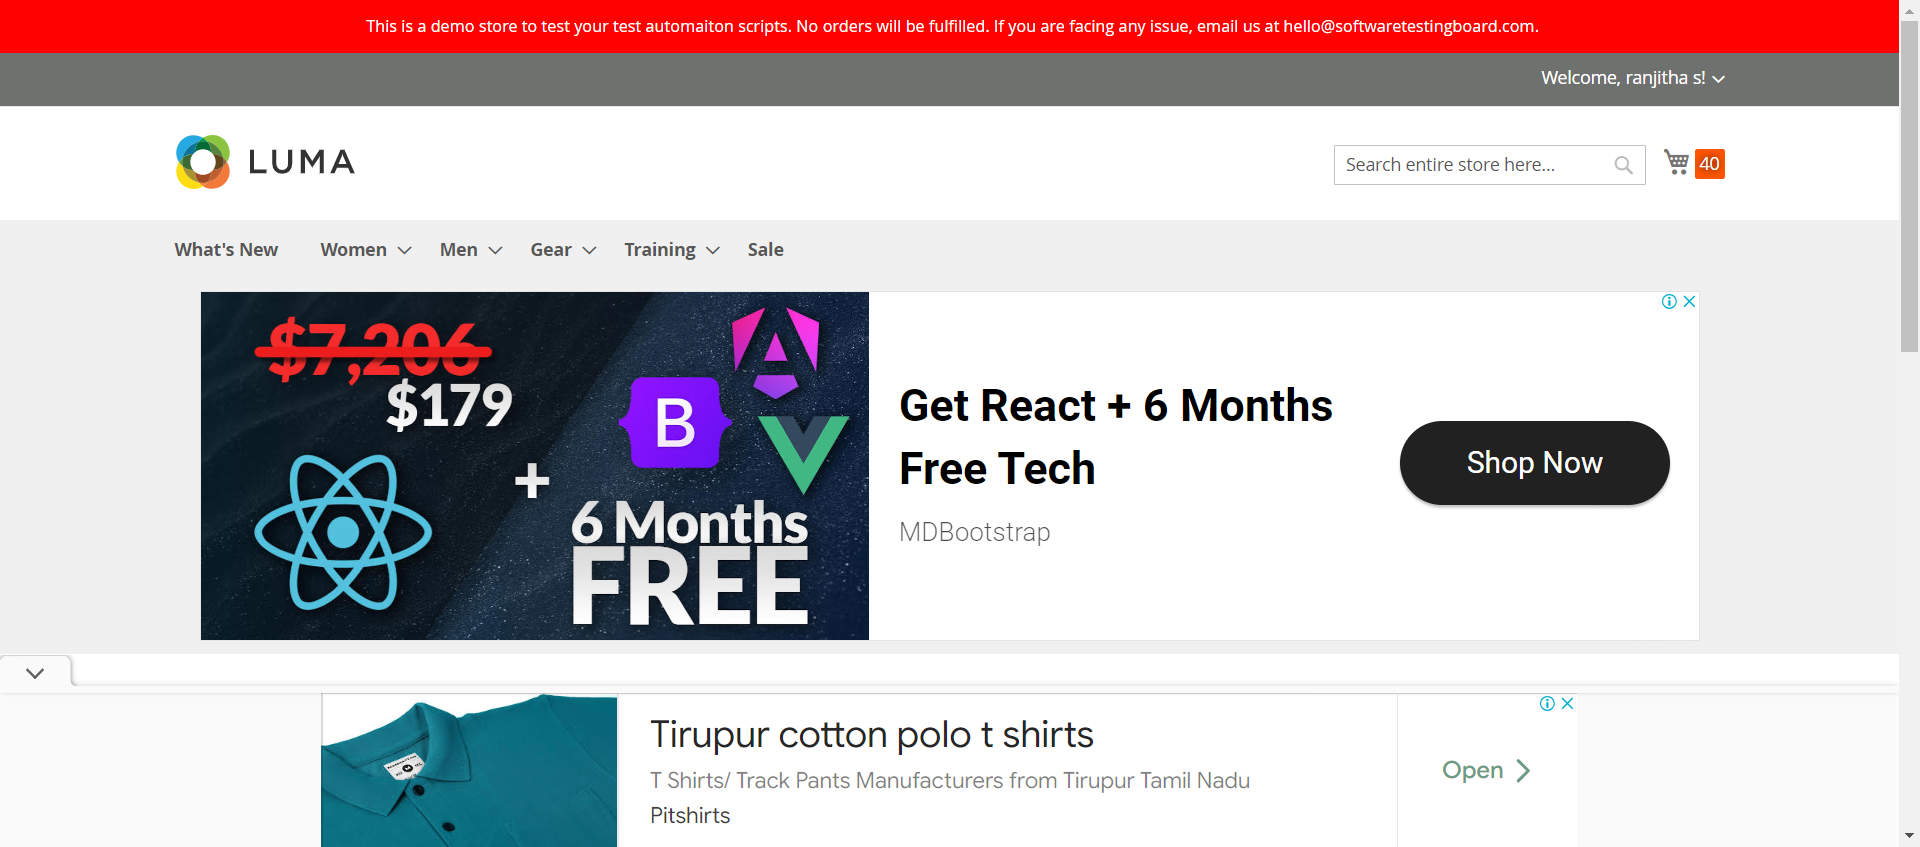 This is a demo store to test your test automaiton scripts. No orders will be fulfilled. If you are facing any issue, email us at hello@softwaretestingboard.com.
Welcome, ranjitha s!
LUMA
Search entire store here...
40
What's New Women Men Gear Training Sale
$7,206
$179
B
+
6 Months
FREE
Get React + 6 Months
Free Tech
MDBootstrap
Shop Now
Tirupur cotton polo t shirts
T Shirts/ Track Pants Manufacturers from Tirupur Tamil Nadu
Pitshirts
Open